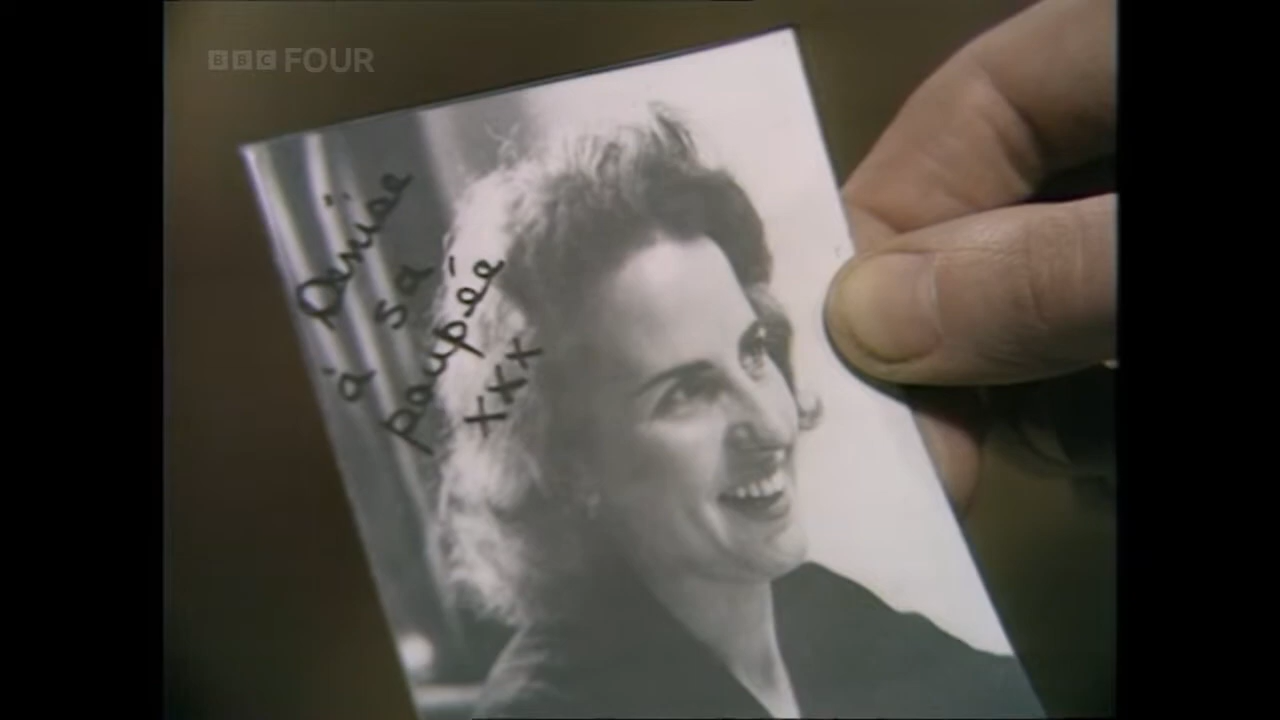 BBC FOUR
Denise
à sa
poupée
xxx